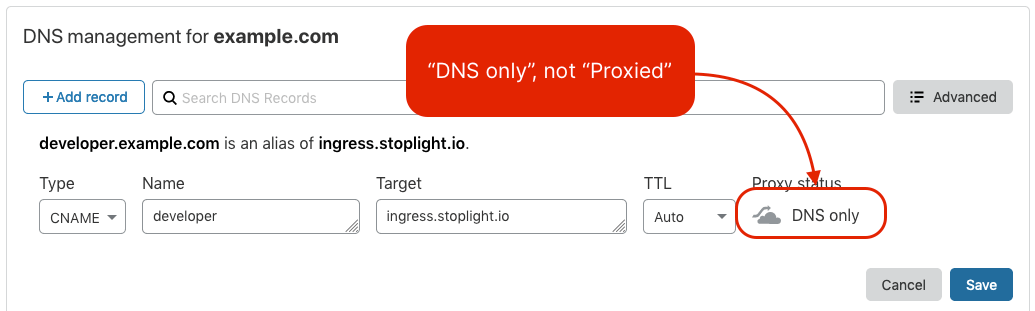 DNS management for example.com
“DNS only”, not “Proxied”
+ Add record
Search DNS Records
Advanced
developer.example.com is an alias of ingress.stoplight.io.
Type
Name
Target
TTL
Proxy status
CNAME
developer
ingress.stoplight.io
Auto
DNS only
Cancel
Save